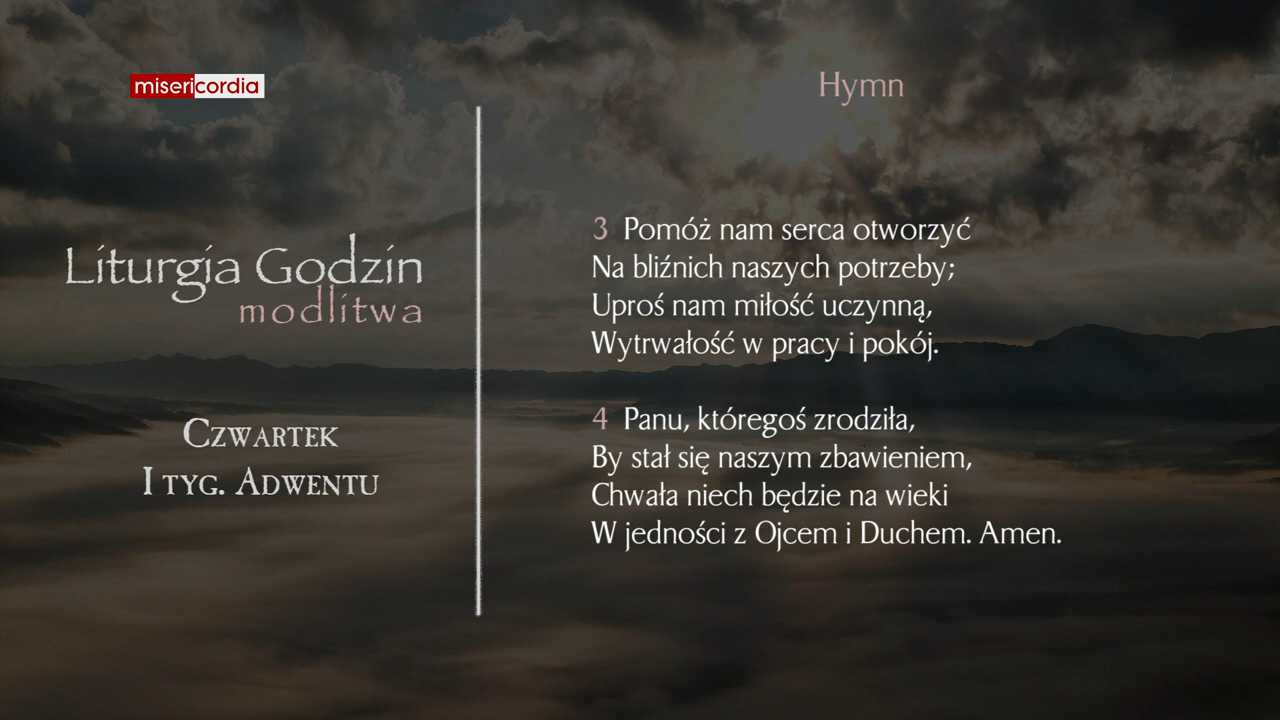 misericordia
Liturgia Godzin
modlitwa
Czwartek
I tyg. Adwentu
Hymn
3 Pomóż nam serca otworzyć
Na bliźnich naszych potrzeby;
Uproś nam miłość uczynną,
Wytrwałość w pracy i pokój.
4 Panu, któregoś zrodziła,
By stał się naszym zbawieniem,
Chwała niech będzie na wieki
W jedności z Ojcem i Duchem. Amen.